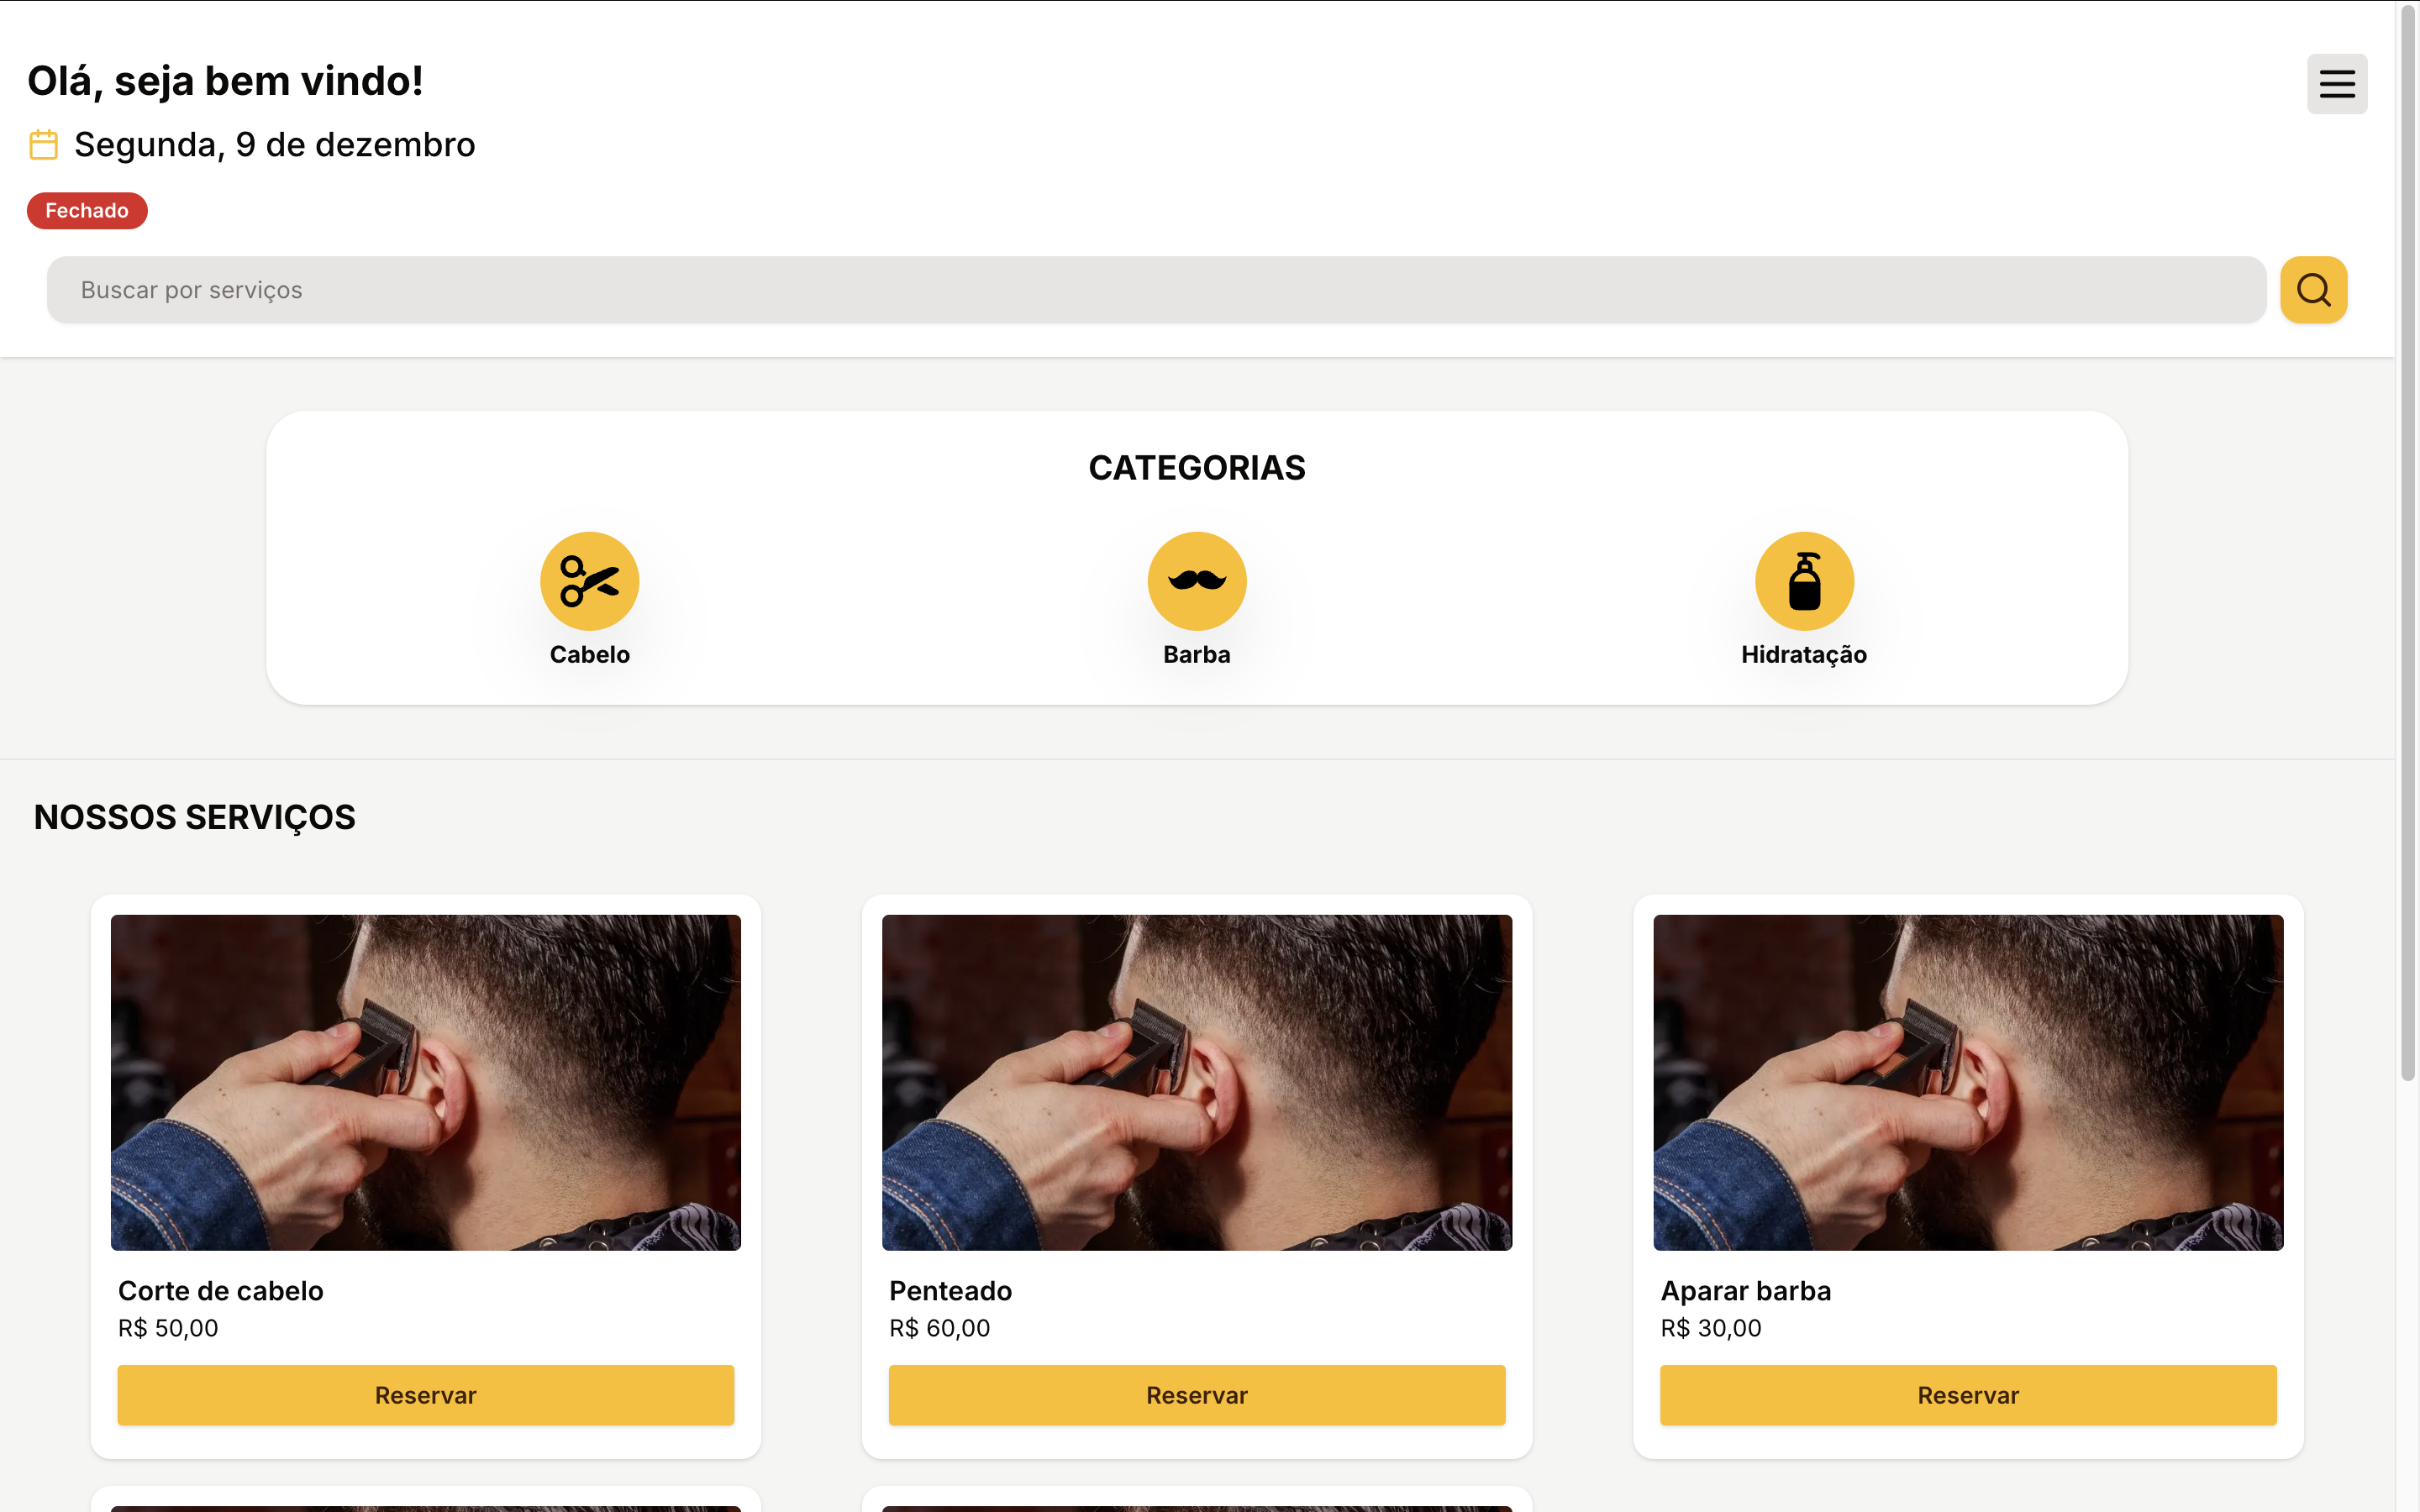 Olá, seja bem vindo!
Segunda, 9 de dezembro
Fechado
Buscar por serviços
CATEGORIAS
Cabelo
Barba
Hidratação
NOSSOS SERVIÇOS
Corte de cabelo
R$ 50,00
Reservar
Penteado
R$ 60,00
Reservar
Aparar barba
R$ 30,00
Reservar